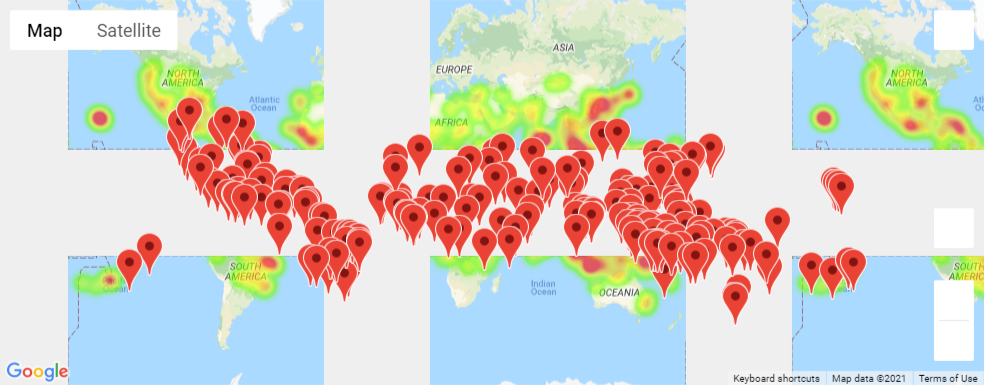 Map Satellite
ASIA
EUROPE
NORTH
AMERICA
NORTH
AMERICA
Atlantic
Ocean
AFRICA
SOUTH
AMERICA
SOUTH
AMERICA
Indian
Ocean
OCEANIA
Google
Keyboard shortcuts Map data ©2021 Terms of Use